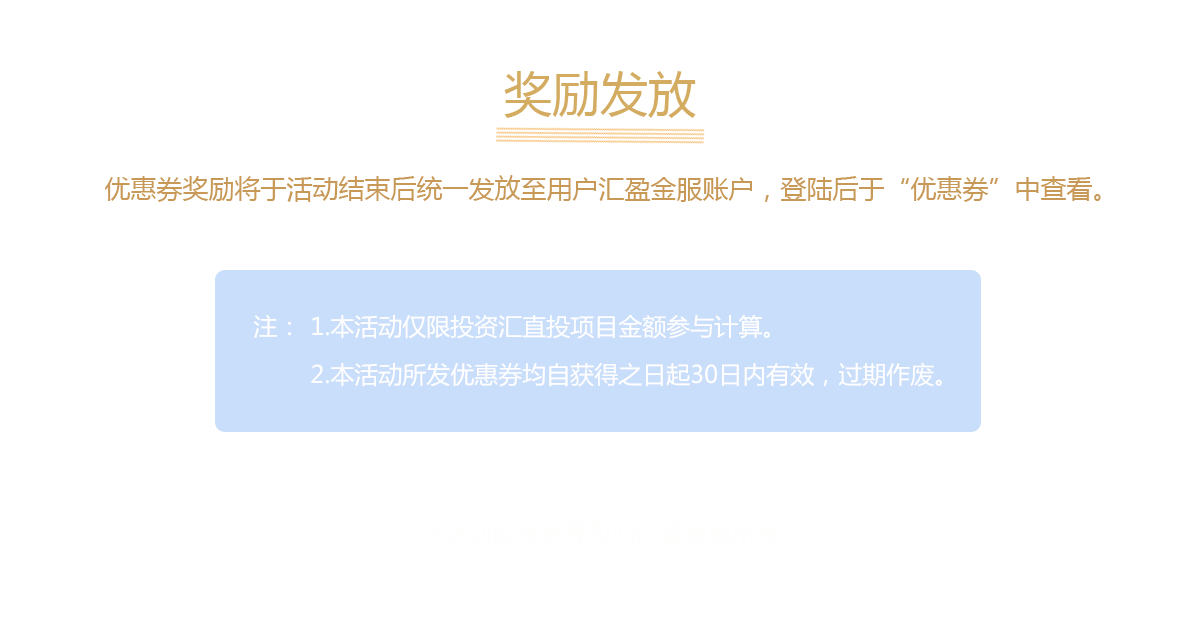 奖励发放
优惠券奖励将于活动结束后统一发放至用户汇盈金服账户，登陆后于“优惠券”中查看。
注： 1.本活动仅限投资汇直投项目金额参与计算。
2.本活动所发优惠券均自获得之日起30日内有效，过期作废。